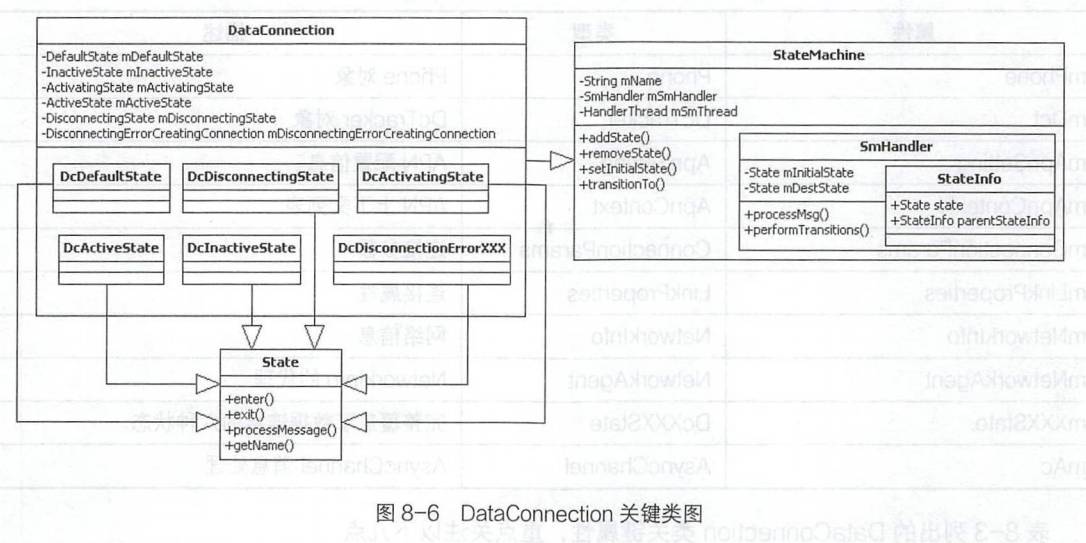 DataConnection
-DefaultState mDefaultState
-InactiveState mInactiveState
-ActivatingState mActivatingState
-ActiveState mActiveState
-DisconnectingState mDisconnectingState
-DisconnectingErrorCreatingConnection mDisconnectingErrorCreatingConnection
DcDefaultState
DcDisconnectingState
DcActivatingState
DcActiveState
DcInactiveState
DcDisconnectionErrorXXX
State
+enter()
+exit()
+processMessage()
+getName()
StateMachine
-String mName
-SmHandler mSmHandler
-HandlerThread mSmThread
+addState()
+removeState()
+setInitialState()
+transitionTo()
SmHandler
-State mInitialState
-State mDestState
+processMsg()
+performTransitions()
StateInfo
+State state
+StateInfo parentStateInfo
图 8-6 DataConnection 关键类图